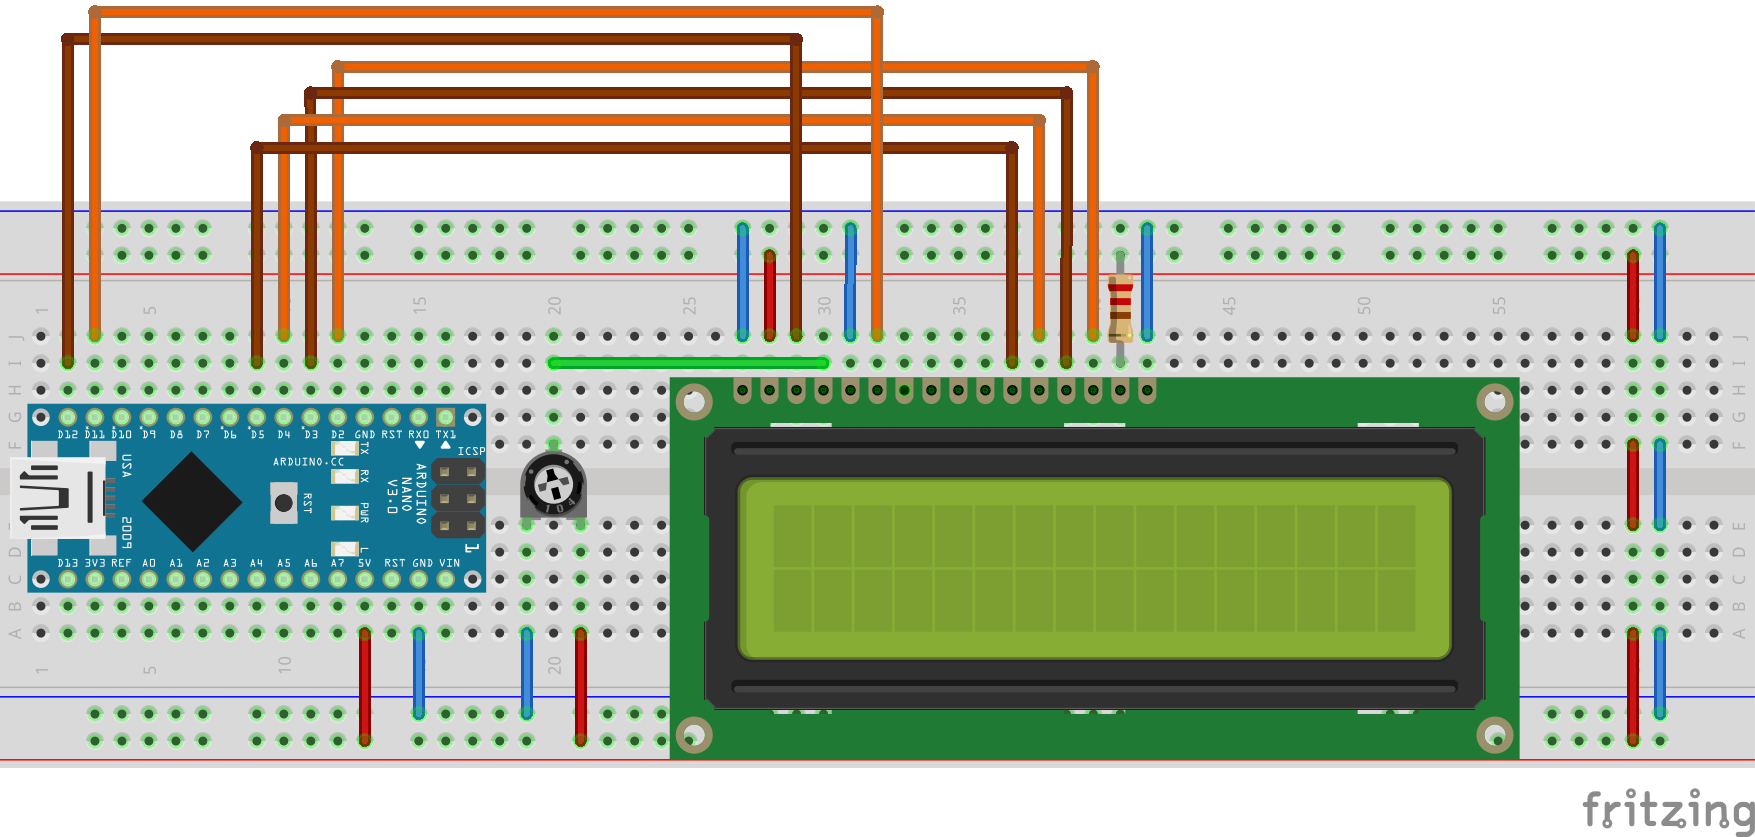 1 5 15 20 25 30 35 45 50 55
J J
I I
H H
G G
F F
D12 D11 D10 D9 D8 D7 D6 D5 D4 D3 D2 GND RST RX0 TX1
ICSP
ARDUINO.CC
TX
RX
PWR
L
RST
USA
2009
ARDUINO
NANO
V3.0
1
104
D13 3V3 REF A0 A1 A2 A3 A4 A5 A6 A7 5V RST GND VIN
E
D D
C C
B B
A A
1 5 10 20
fritzing